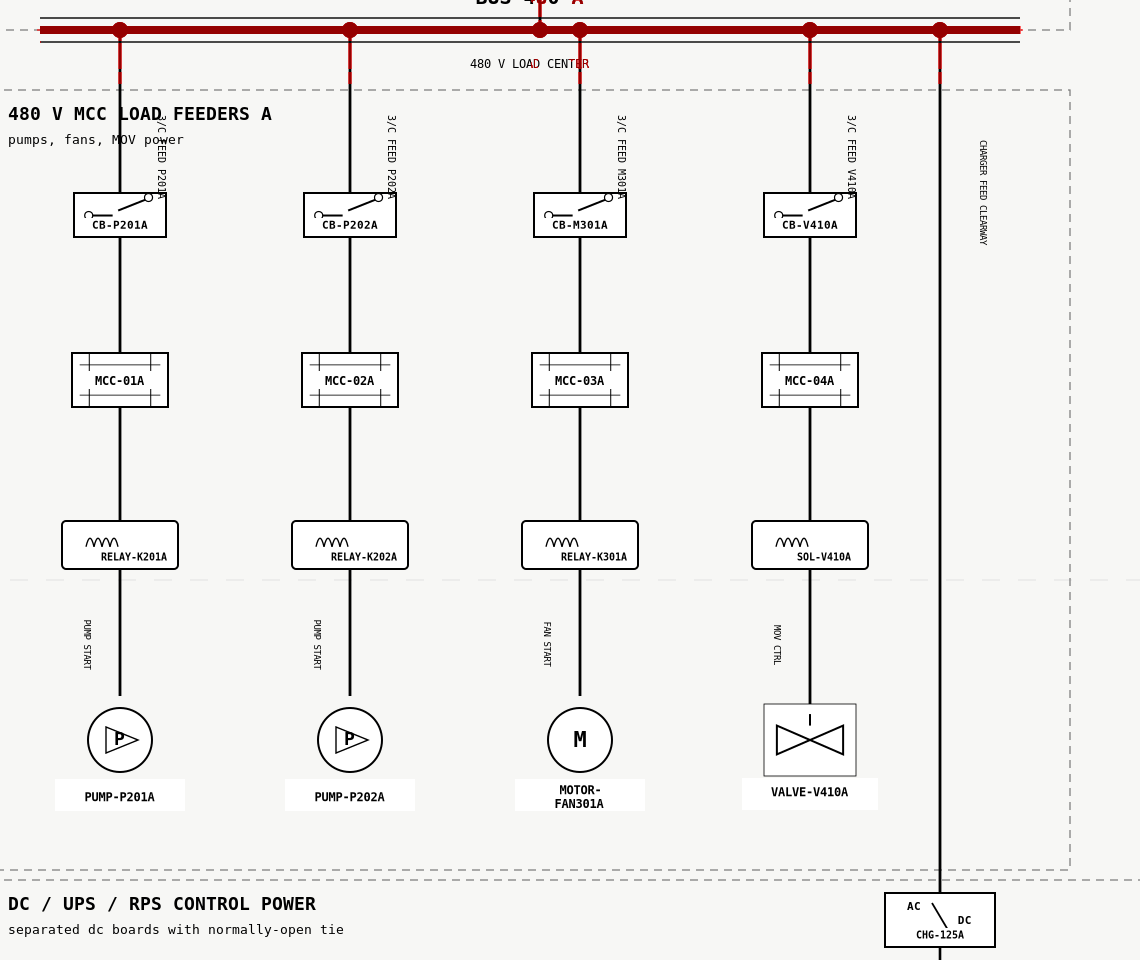 BUS 480 A
480 V LOAD CENTER
480 V MCC LOAD FEEDERS A
pumps, fans, MOV power
3/C FEED P201A
3/C FEED P202A
3/C FEED M301A
3/C FEED V410A
CHARGER FEED CLEARWAY
CB-P201A
CB-P202A
CB-M301A
CB-V410A
MCC-01A
MCC-02A
MCC-03A
MCC-04A
RELAY-K201A
RELAY-K202A
RELAY-K301A
SOL-V410A
PUMP START
PUMP START
FAN START
MOV CTRL
P
P
M
PUMP-P201A
PUMP-P202A
MOTOR-
FAN301A
VALVE-V410A
DC / UPS / RPS CONTROL POWER
separated dc boards with normally-open tie
AC
DC
CHG-125A